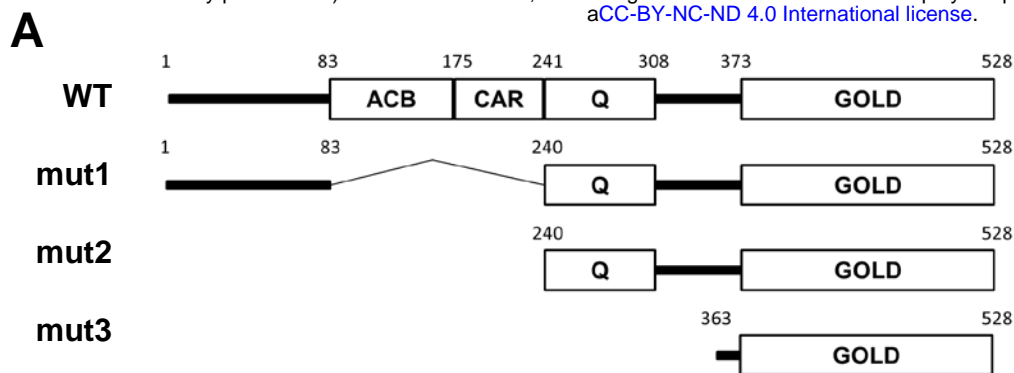 aCC-BY-NC-ND 4.0 International license.
A
1 83 175 241 308 373 528
WT ACB CAR Q GOLD
1 83 240 528
mut1 Q GOLD
240 528
mut2 Q GOLD
363 528
mut3 GOLD